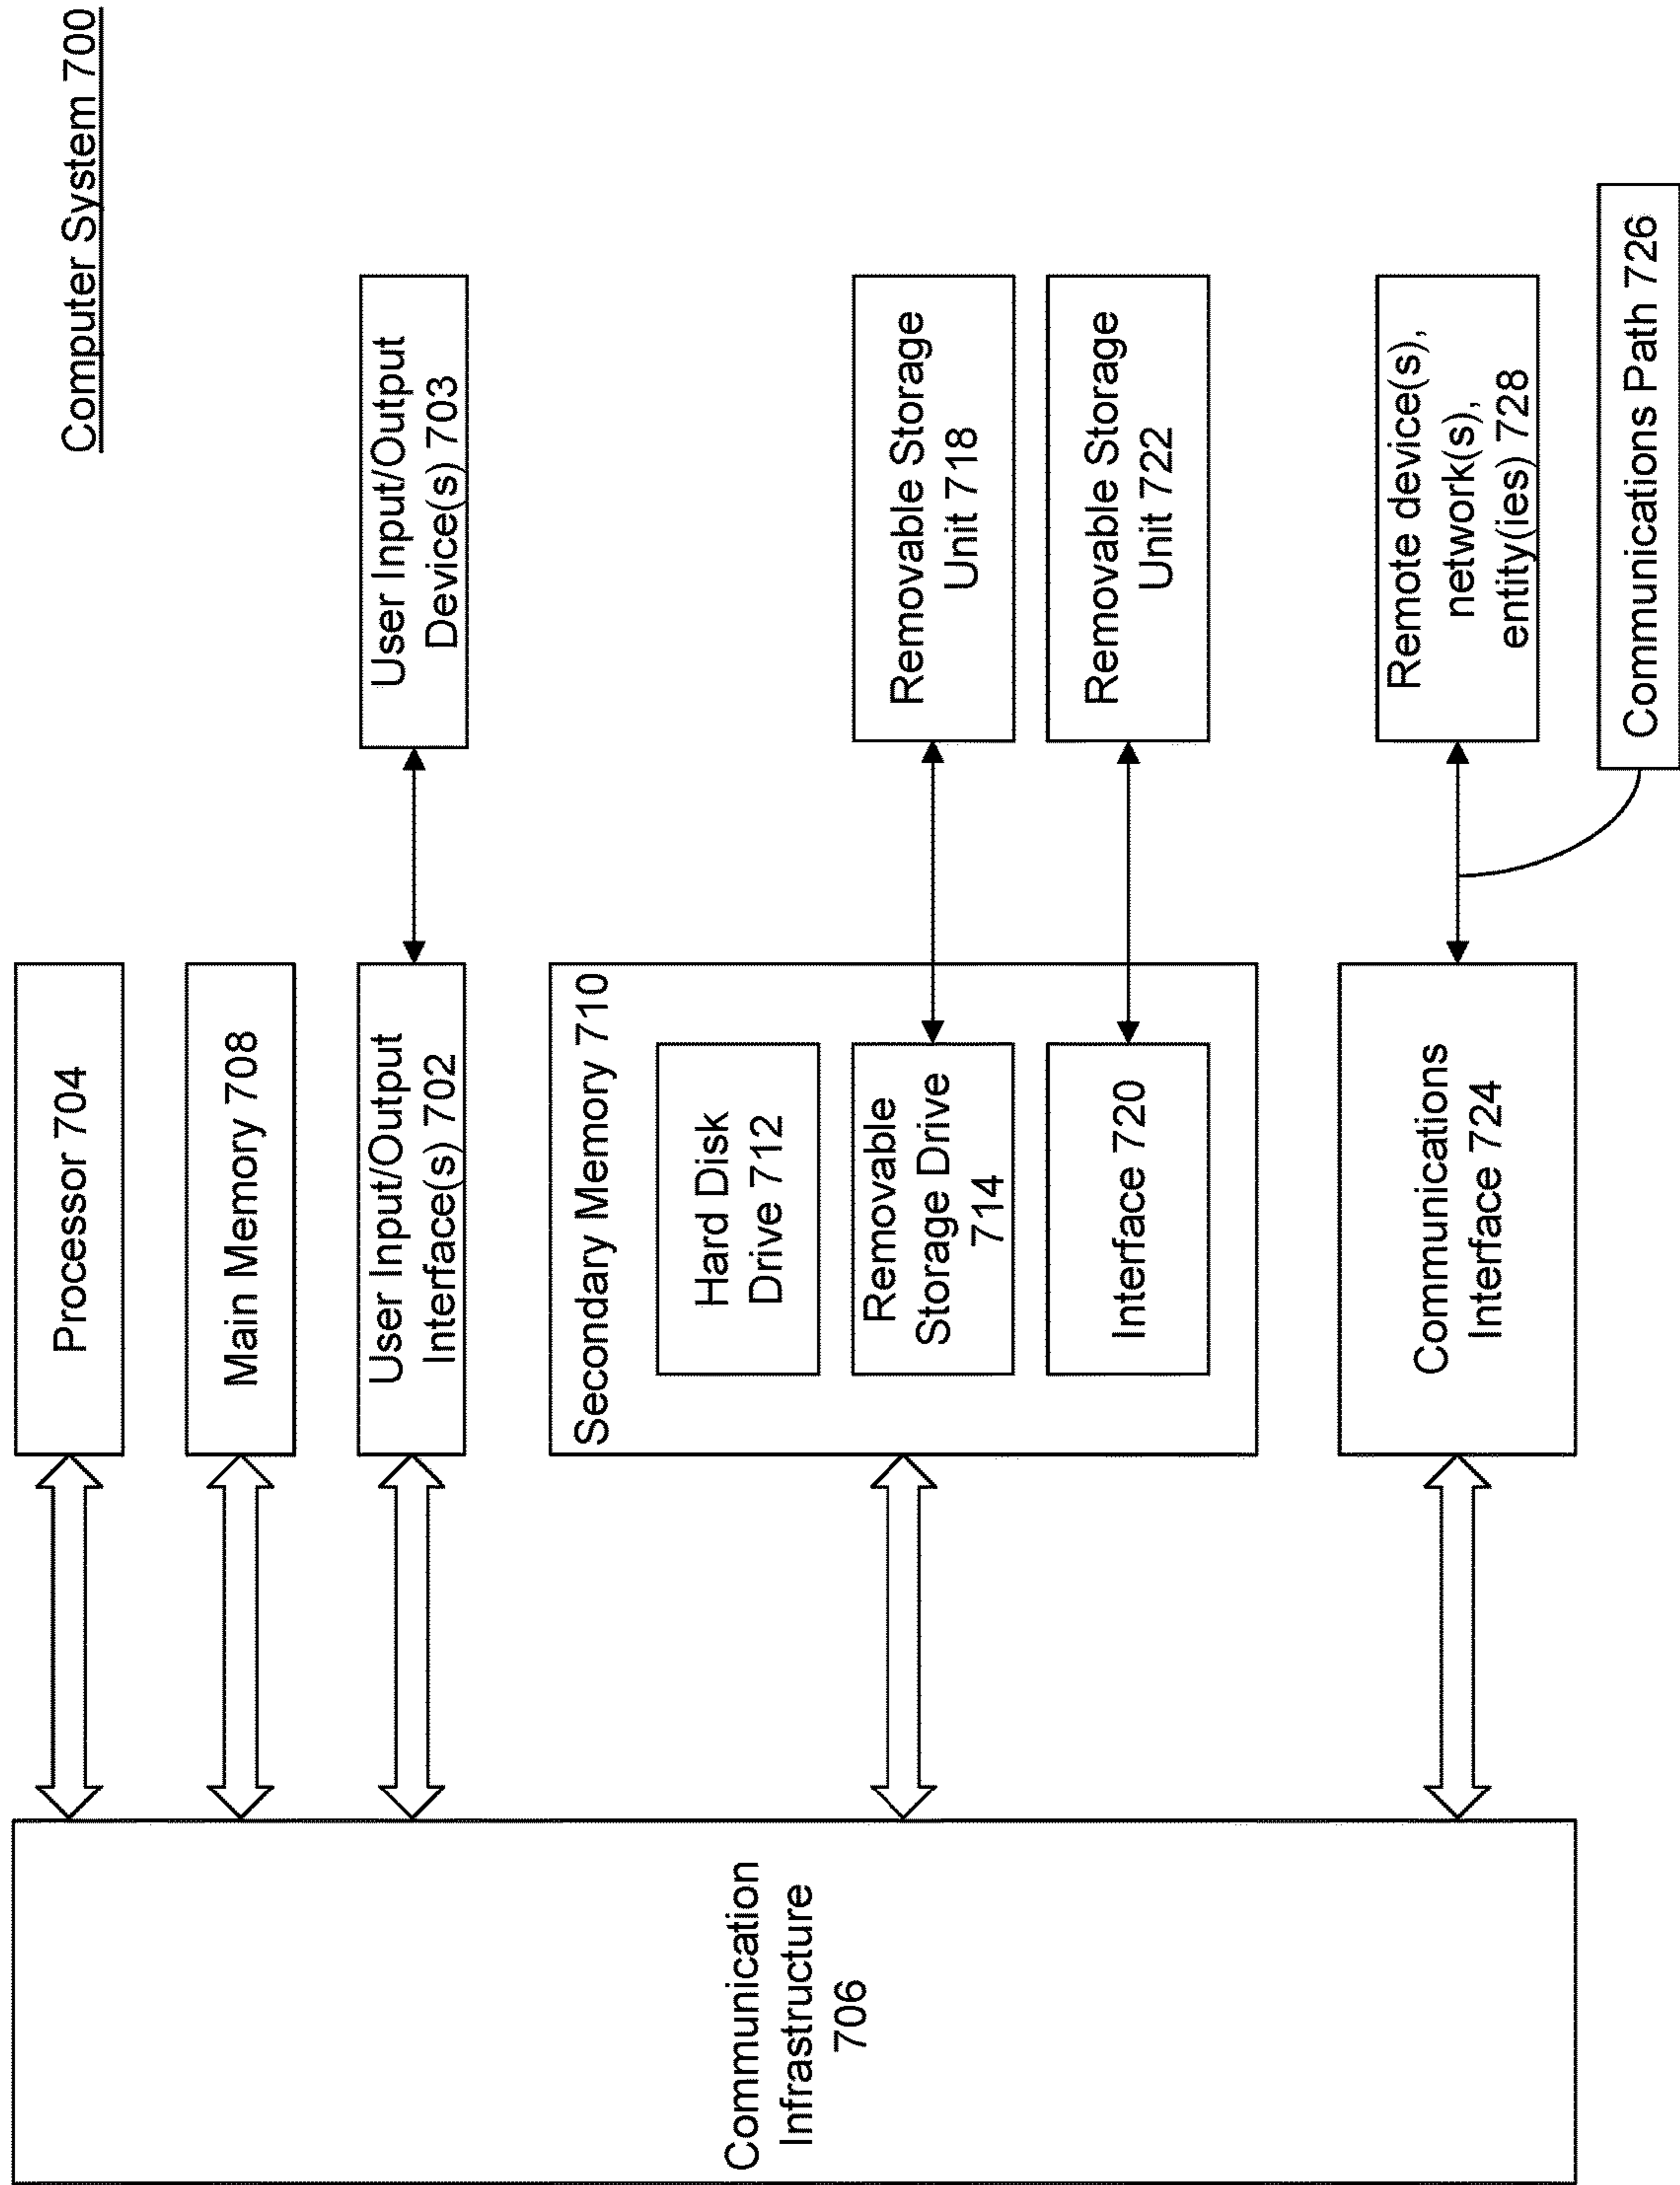 Computer System 700
Processor 704
Main Memory 708
User Input/Output
Interface(s) 702
User Input/Output
Device(s) 703
Secondary Memory 710
Hard Disk
Drive 712
Removable
Storage Drive
714
Removable Storage
Unit 718
Interface 720
Removable Storage
Unit 722
Communications
Interface 724
Remote device(s),
network(s),
entity(ies) 728
Communications Path 726
Communication
Infrastructure
706